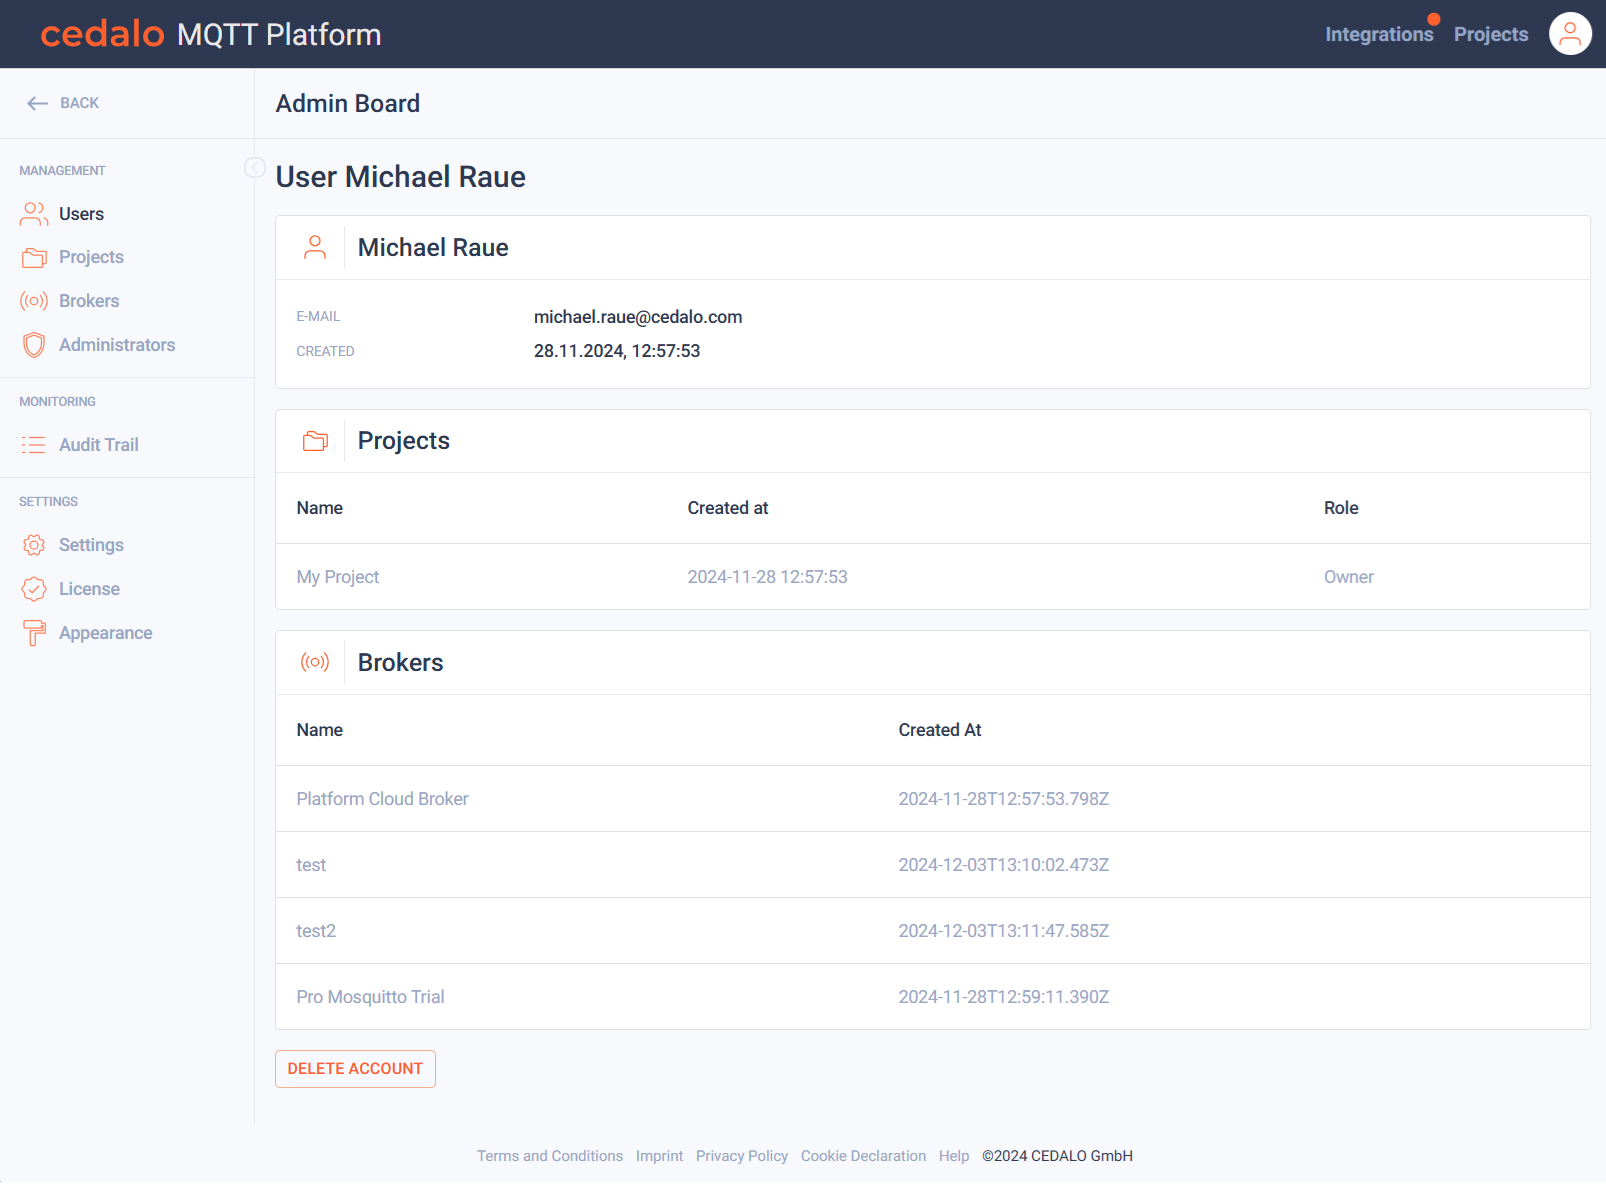 cedalo MQTT Platform
Integrations Projects
BACK
Admin Board
MANAGEMENT
Users
Projects
Brokers
Administrators
MONITORING
Audit Trail
SETTINGS
Settings
License
Appearance
User Michael Raue
Michael Raue
E-MAIL michael.raue@cedalo.com
CREATED 28.11.2024, 12:57:53
Projects
Name Created at Role
My Project 2024-11-28 12:57:53 Owner
Brokers
Name Created At
Platform Cloud Broker 2024-11-28T12:57:53.798Z
test 2024-12-03T13:10:02.473Z
test2 2024-12-03T13:11:47.585Z
Pro Mosquitto Trial 2024-11-28T12:59:11.390Z
DELETE ACCOUNT
Terms and Conditions Imprint Privacy Policy Cookie Declaration Help ©2024 CEDALO GmbH